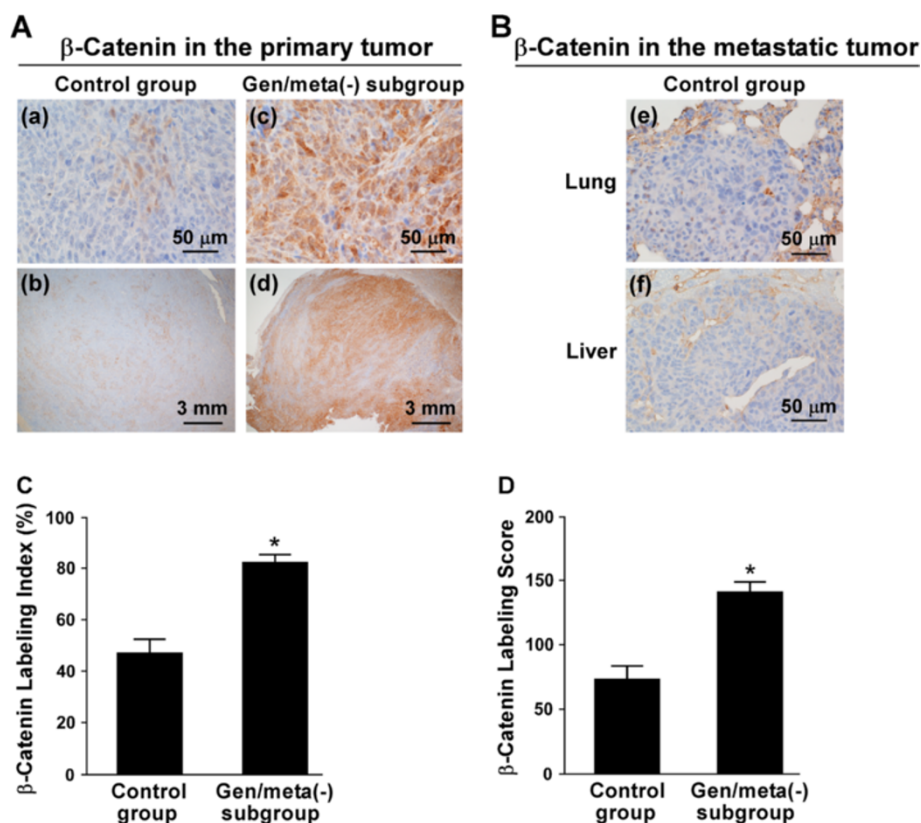 A
β-Catenin in the primary tumor
Control group
Gen/meta(-) subgroup
(a)
50 μm
(c)
50 μm
(b)
3 mm
(d)
3 mm
B
β-Catenin in the metastatic tumor
Control group
Lung
(e)
50 μm
Liver
(f)
50 μm
C
β-Catenin Labeling Index (%)
100
80
60
40
20
0
*
Control
group
Gen/meta(-)
subgroup
D
β-Catenin Labeling Score
200
150
100
50
0
*
Control
group
Gen/meta(-)
subgroup